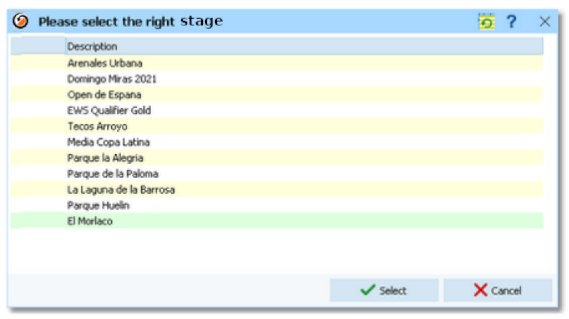 Please select the right stage
?
Description
Arenales Urbana
Domingo Miras 2021
Open de Espana
EWS Qualifier Gold
Tecos Arroyo
Media Copa Latina
Parque la Alegria
Parque de la Paloma
La Laguna de la Barrosa
Parque Huelin
El Morlaco
Select
Cancel